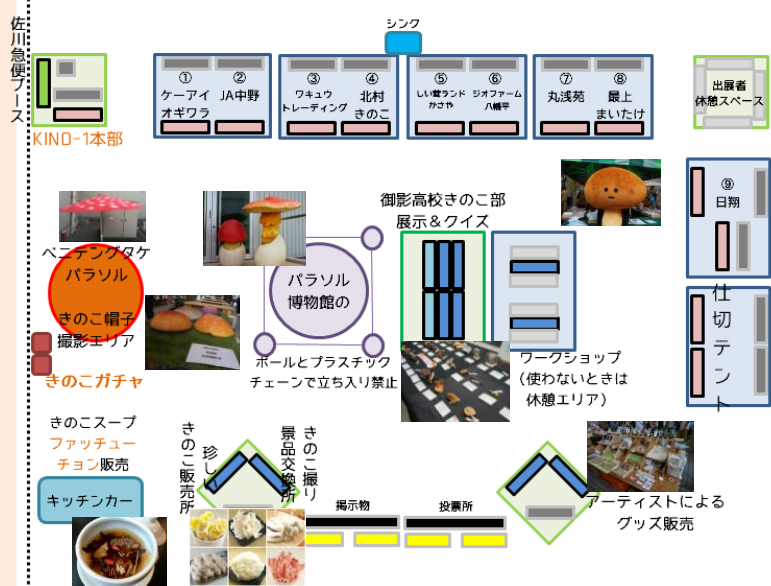 佐川急便ブース
シンク
①
ケーアイ
オギワラ
②
JA中野
③
ワキュウ
トレーディング
④
北村
きのこ
⑤
しい茸ランド
かさや
⑥
ジオファーム
八幡平
⑦
丸浅苑
⑧
最上
まいたけ
出展者
休憩スペース
KINO-1本部
⑨
日翔
御影高校きのこ部
展示＆クイズ
ベニテングタケ
パラソル
パラソル
博物館の
きのこ帽子
撮影エリア
仕切テント
きのこガチャ
ポールとプラスチック
チェーンで立ち入り禁止
ワークショップ
（使わないときは
休憩エリア）
きのこスープ
ファッチュー
チョン販売
キッチンカー
珍しい
きのこ販売所
きのこ撮り
景品交換所
掲示物
投票所
アーティストによる
グッズ販売